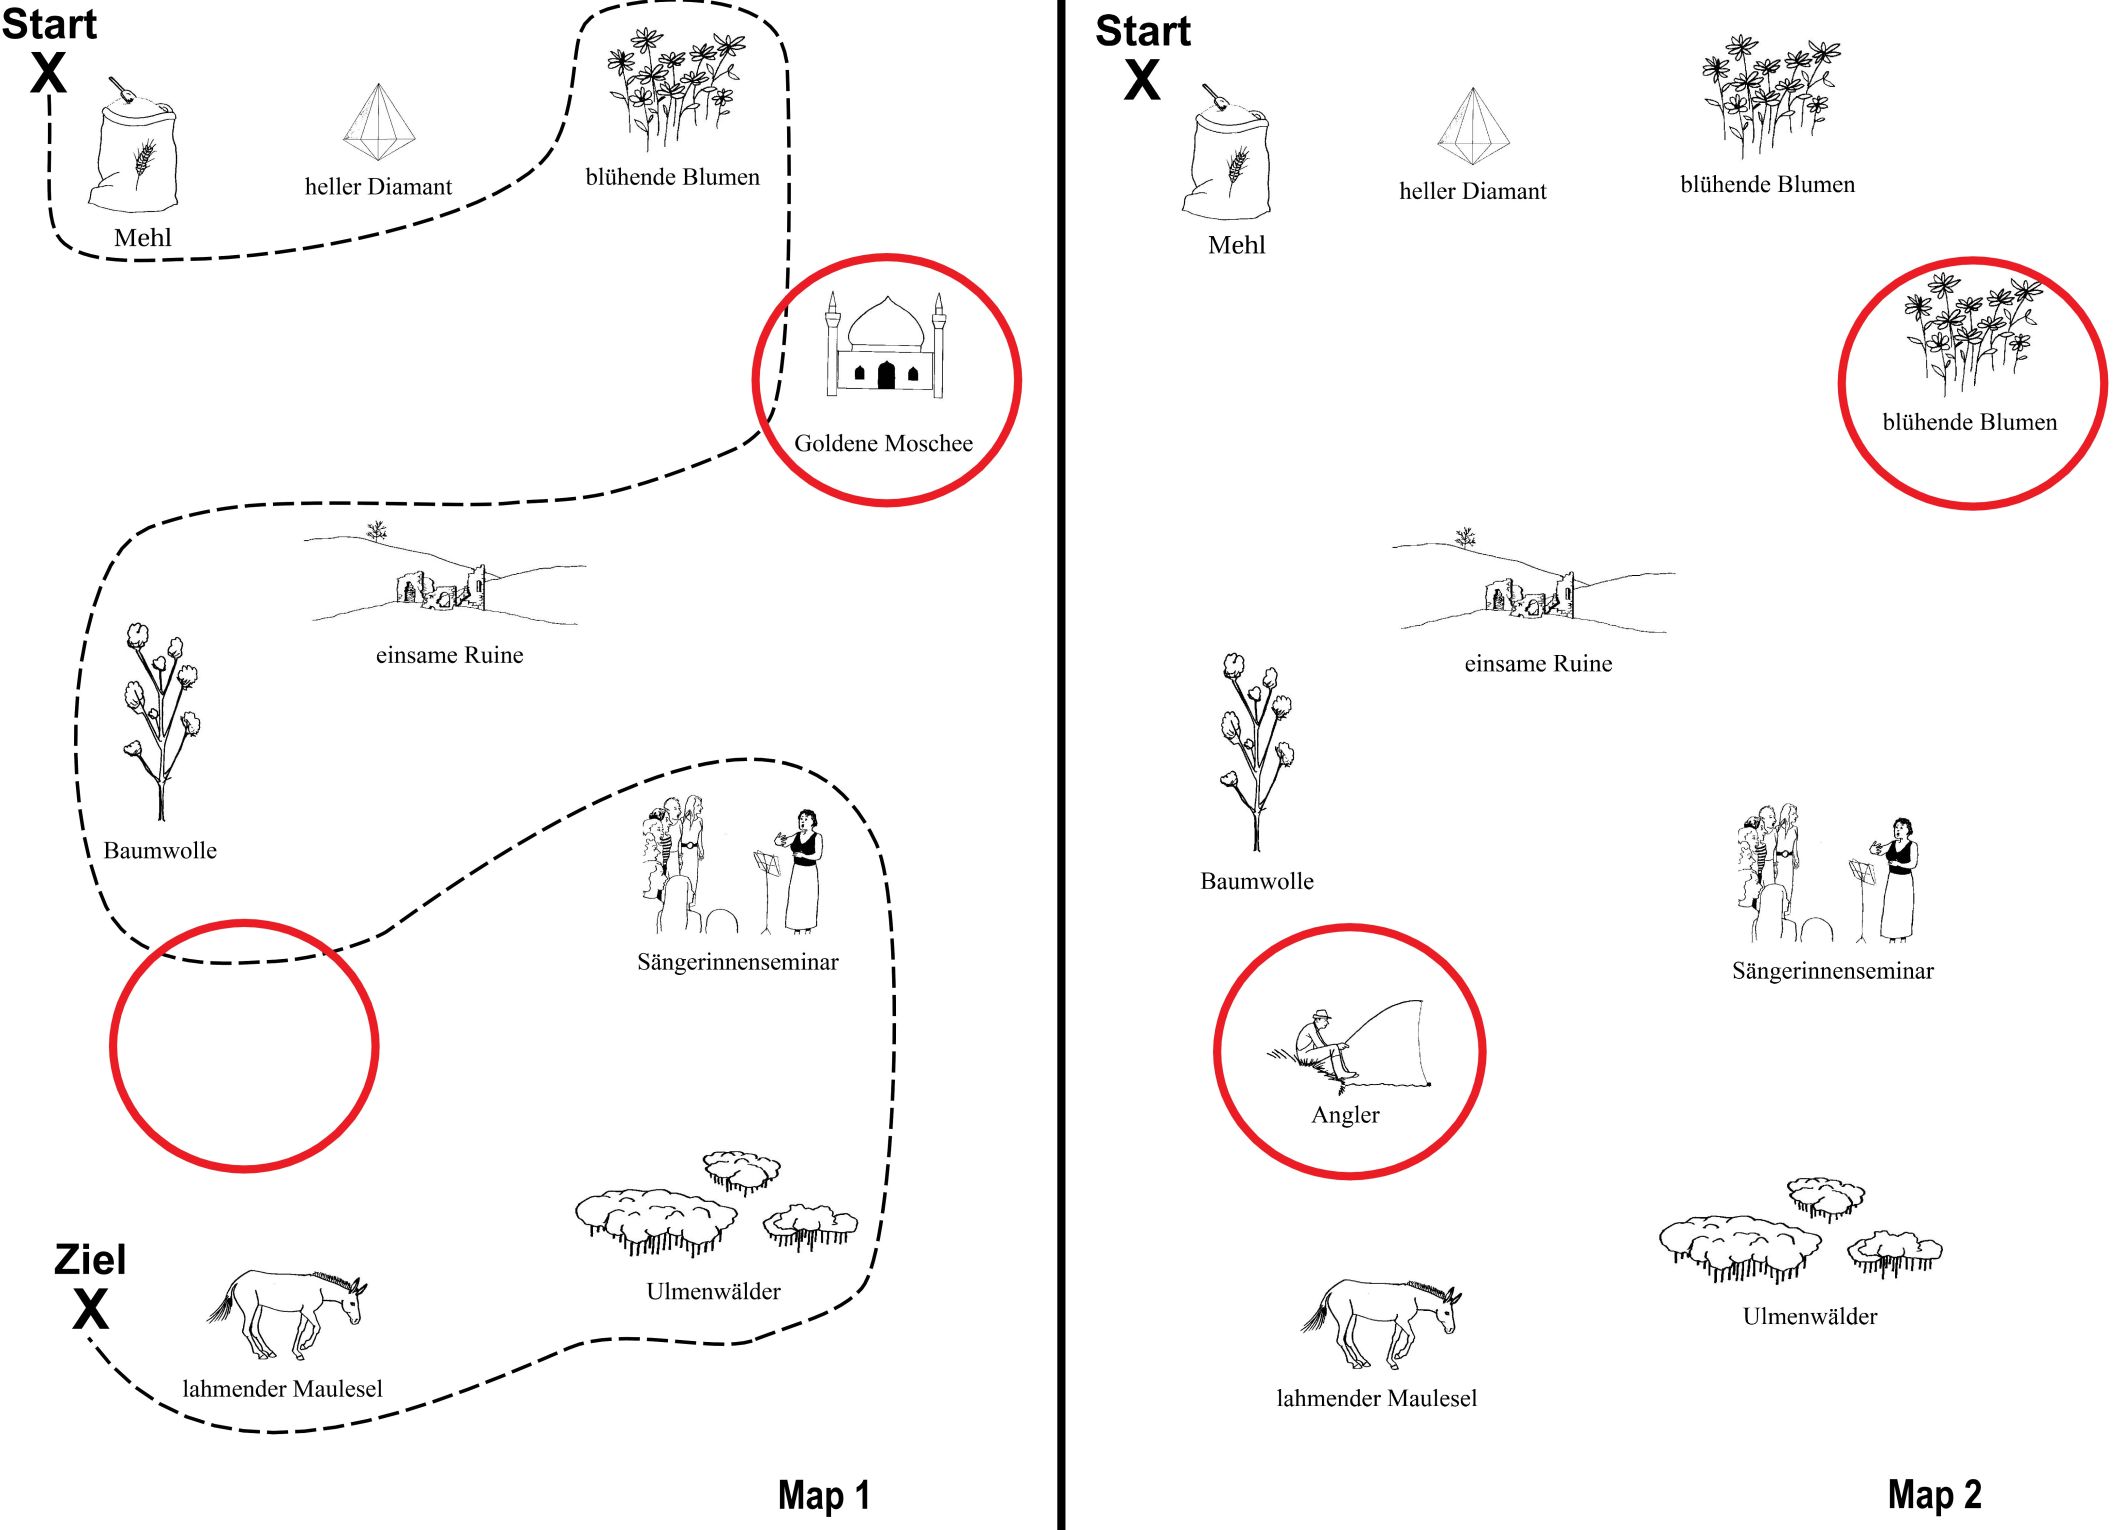 Start
X
Mehl
heller Diamant
blühende Blumen
Goldene Moschee
einsame Ruine
Baumwolle
Sängerinnenseminar
Ulmenwälder
Ziel
X
lahmender Maulesel
Map 1
Start
X
Mehl
heller Diamant
blühende Blumen
blühende Blumen
einsame Ruine
Baumwolle
Sängerinnenseminar
Angler
Ulmenwälder
lahmender Maulesel
Map 2